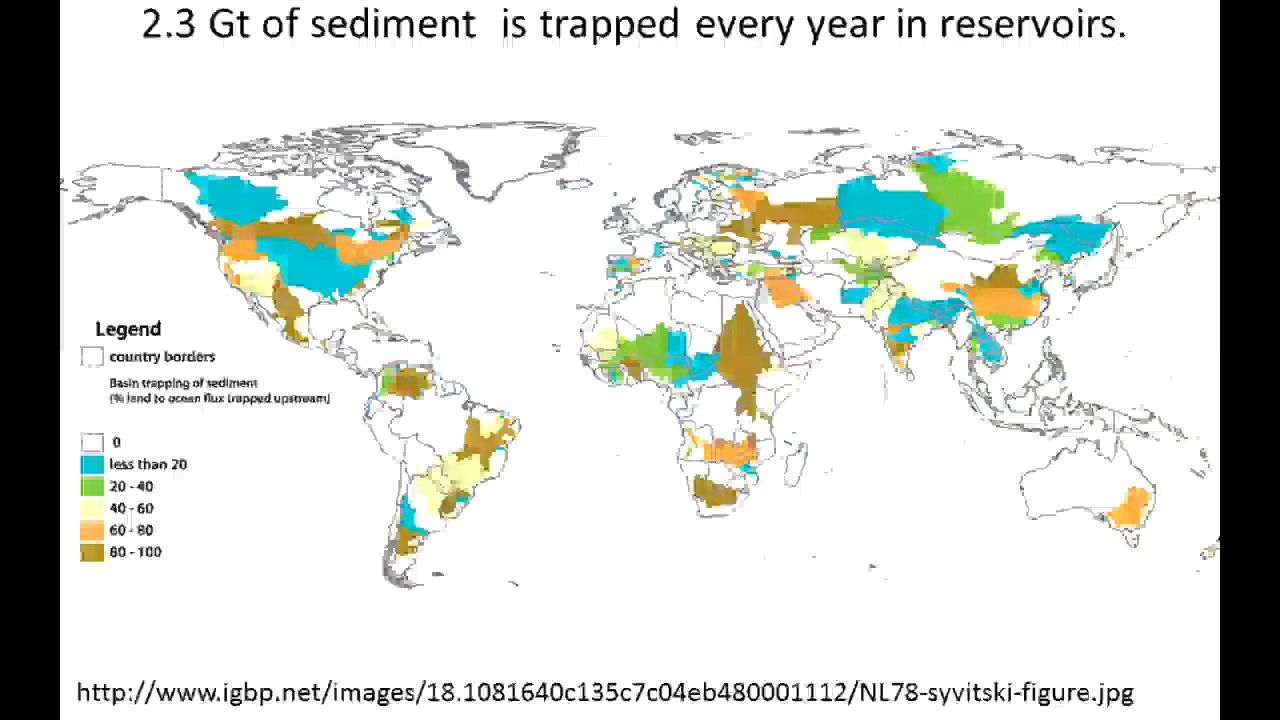 2.3 Gt of sediment is trapped every year in reservoirs.
Legend
country borders
Basin trapping of sediment
(% land to ocean flux trapped upstream)
0
less than 20
20 - 40
40 - 60
60 - 80
80 - 100
http://www.igbp.net/images/18.1081640c135c7c04eb480001112/NL78-syvitski-figure.jpg